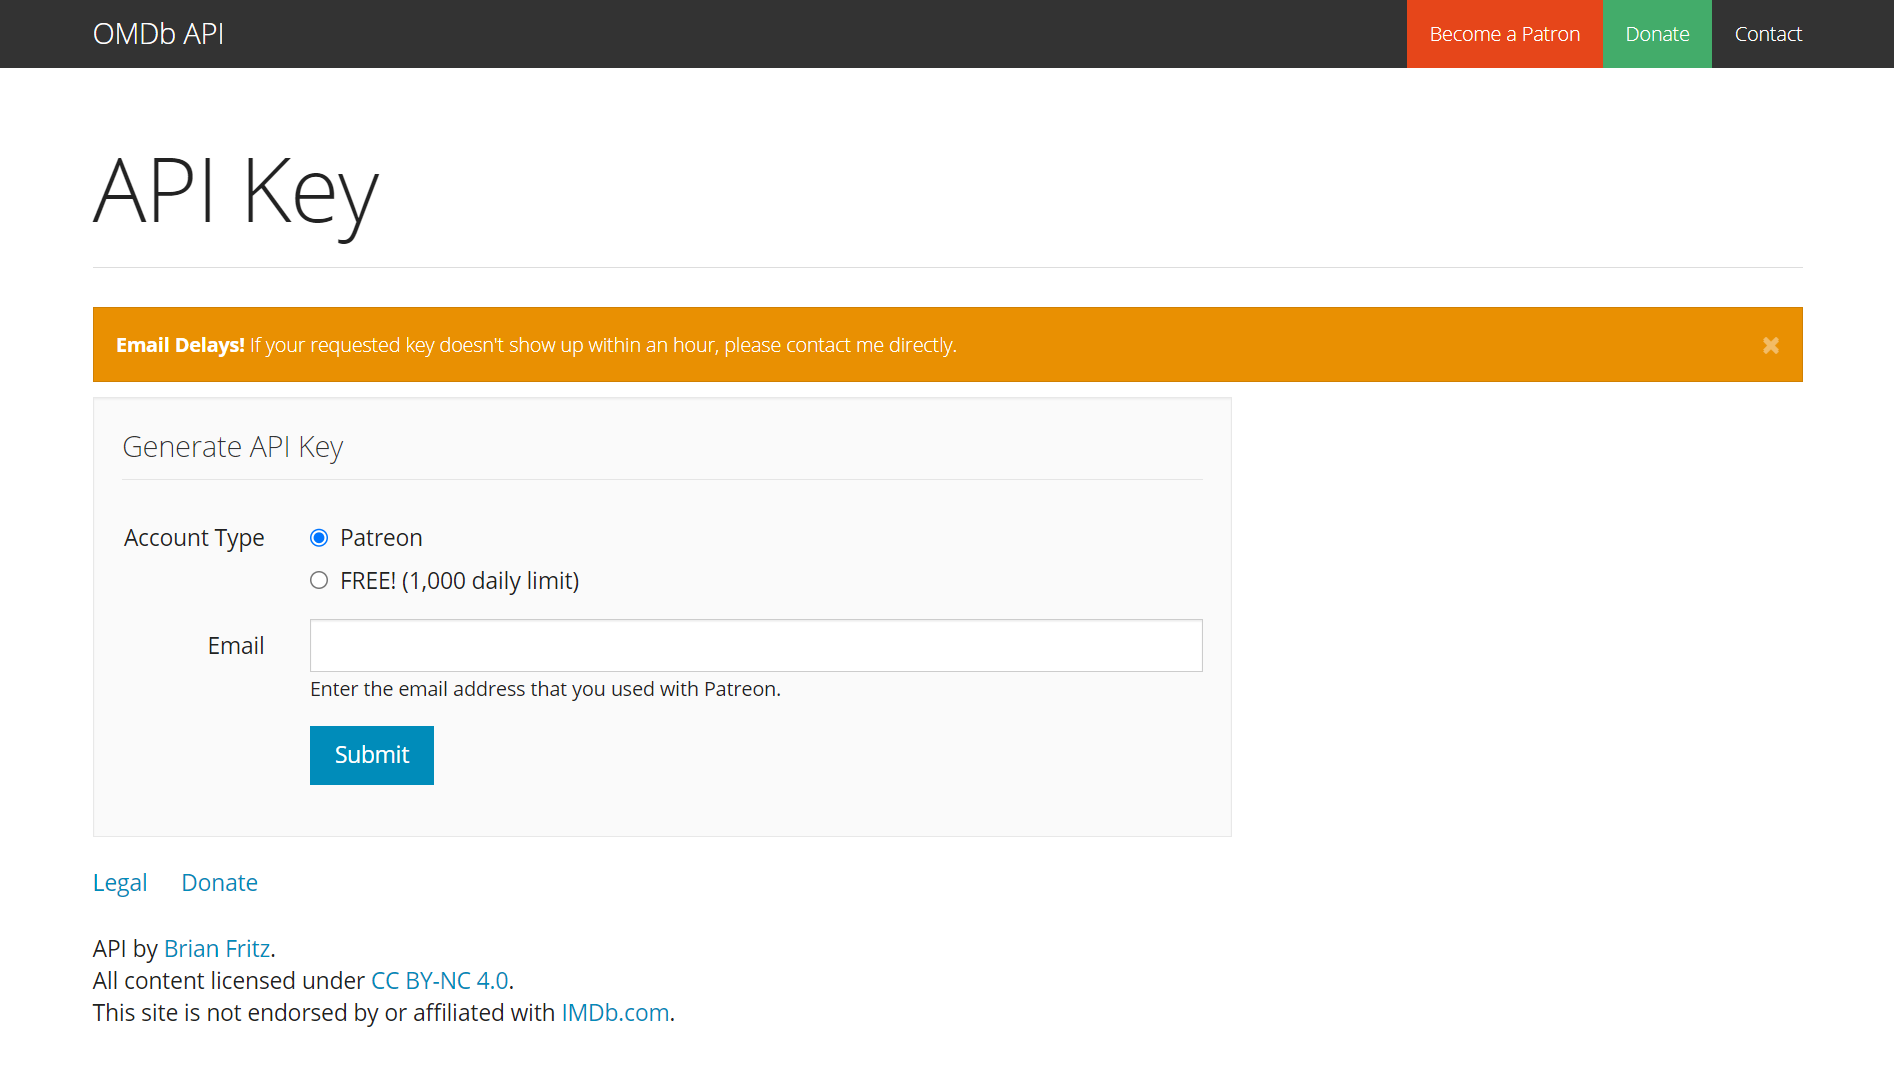 OMDb API
Become a Patron
Donate
Contact
API Key
Email Delays! If your requested key doesn't show up within an hour, please contact me directly.
Generate API Key
Account Type
Patreon
FREE! (1,000 daily limit)
Email
Enter the email address that you used with Patreon.
Submit
Legal
Donate
API by Brian Fritz.
All content licensed under CC BY-NC 4.0.
This site is not endorsed by or affiliated with IMDb.com.